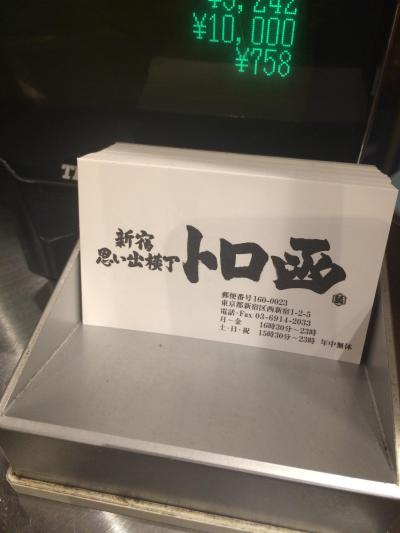 ¥9,242
¥10,000
¥758
新宿
思い出横丁
トロ函
郵便番号160-0023
東京都新宿区西新宿1-2-5
電話・Fax 03-6914-2033
月～金 16時30分～23時
土・日・祝 15時30分～23時 年中無休